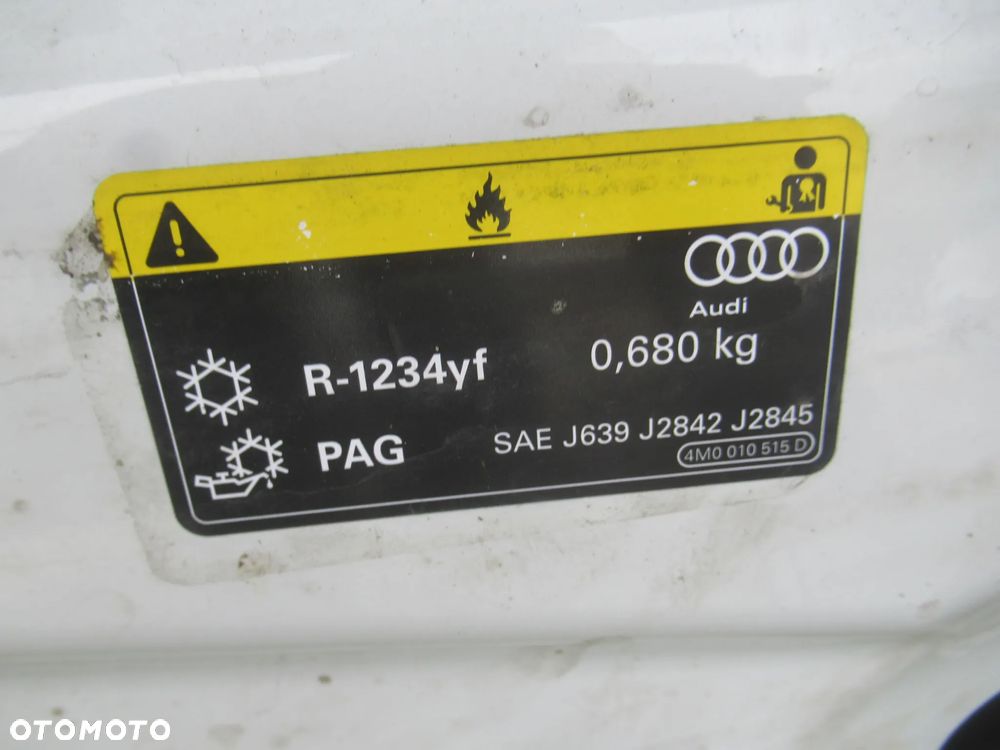 Audi
R-1234yf 0,680 kg
PAG SAE J639 J2842 J2845
4M0 010 515 D
OTOMOTO